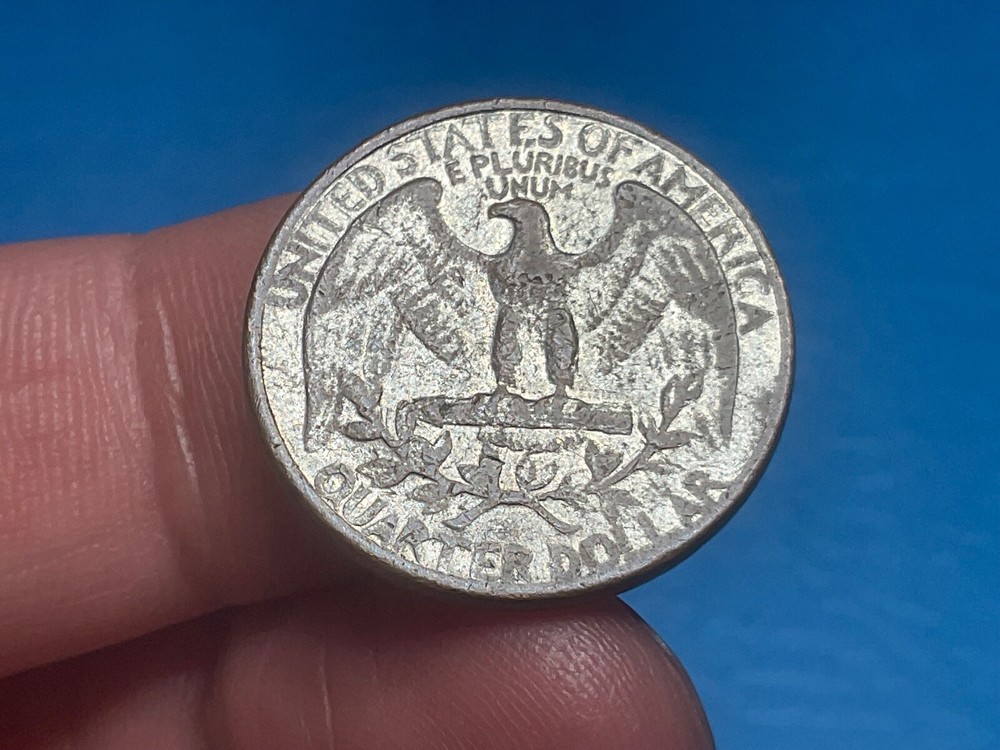 UNITED STATES OF AMERICA
E PLURIBUS
UNUM
QUARTER DOLLAR